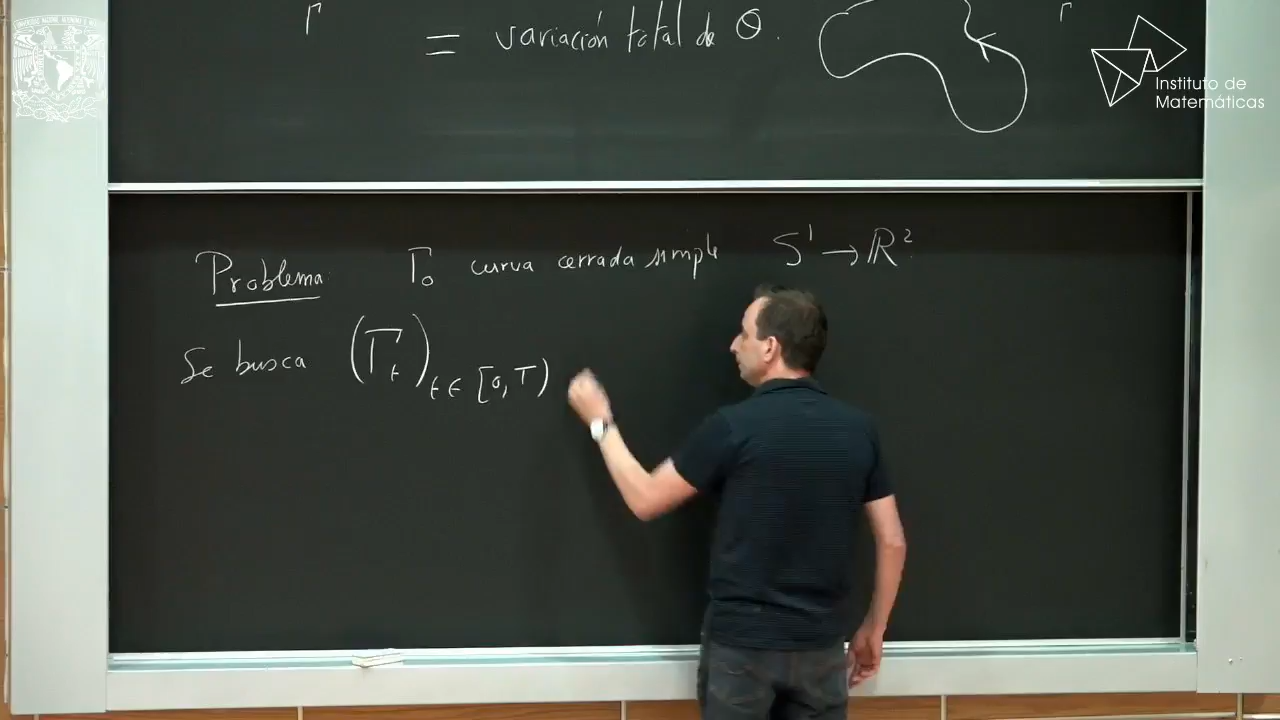 Γ
= variación total de θ.
Γ
Instituto de
Matemáticas
Problema Γ₀ curva cerrada simple S¹ → ℝ²
Se busca (Γₜ)ₜ∈[0,T)